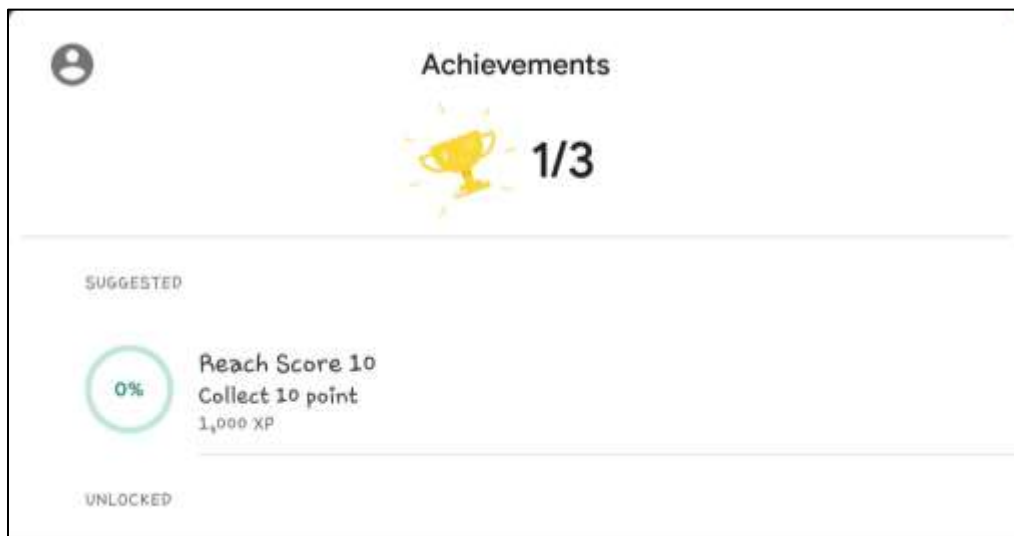 Achievements
1/3
SUGGESTED
0%
Reach Score 10
Collect 10 point
1,000 XP
UNLOCKED